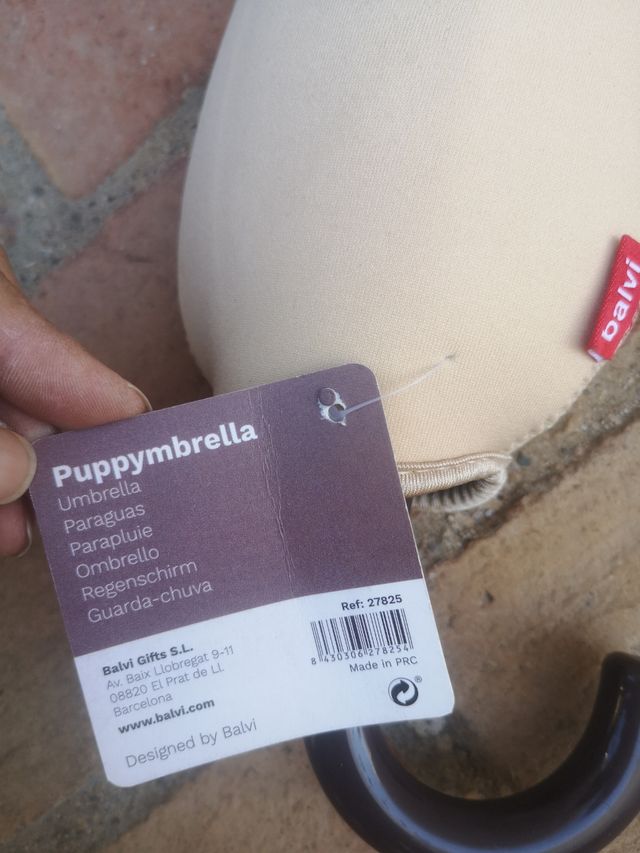 balvi
Puppymbrella
Umbrella
Paraguas
Parapluie
Ombrello
Regenschirm
Guarda-chuva
Ref: 27825
8 430306 278254
Made in PRC
Balvi Gifts S.L.
Av. Baix Llobregat 9-11
08820 El Prat de Ll.
Barcelona
www.balvi.com
Designed by Balvi
®